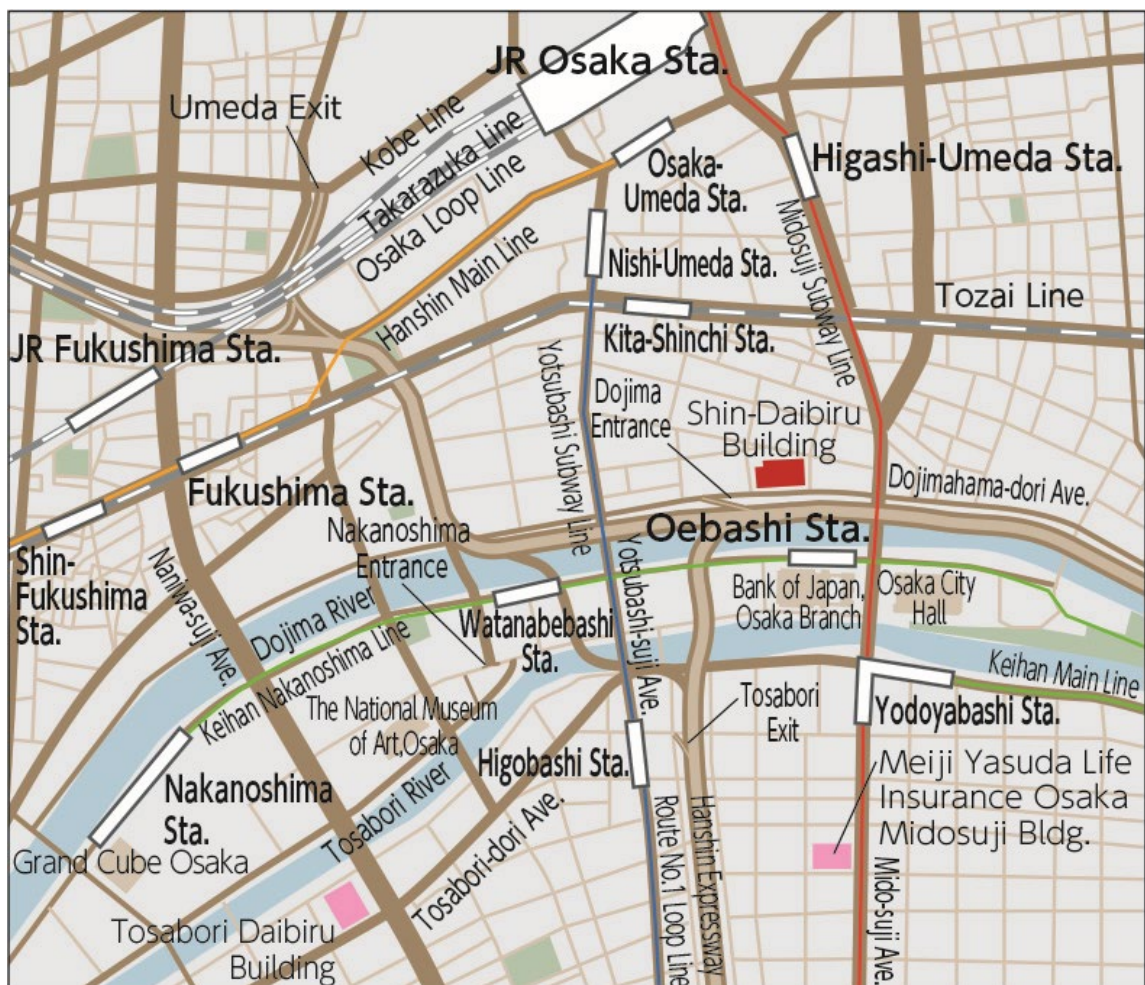 JR Osaka Sta.
Umeda Exit
Kobe Line
Takarazuka Line
Osaka Loop Line
Hanshin Main Line
Osaka-
Umeda Sta.
Higashi-Umeda Sta.
Nishi-Umeda Sta.
Midosuji Subway Line
Tozai Line
Kita-Shinchi Sta.
JR Fukushima Sta.
Yotsubashi Subway Line
Dojima
Entrance
Shin-Daibiru
Building
Dojimahama-dori Ave.
Fukushima Sta.
Nakanoshima
Entrance
Oebashi Sta.
Shin-
Fukushima
Sta.
Naniwa-suji Ave.
Dojima River
Keihan Nakanoshima Line
Watanabebashi
Sta.
Yotsubashi-suji Ave.
Bank of Japan,
Osaka Branch
Osaka City
Hall
Keihan Main Line
The National Museum
of Art,Osaka
Tosabori
Exit
Yodoyabashi Sta.
Higobashi Sta.
Nakanoshima
Sta.
Tosabori River
Tosabori-dori Ave.
Route No.1 Loop Line
Hanshin Expressway
Meiji Yasuda Life
Insurance Osaka
Midosuji Bldg.
Grand Cube Osaka
Tosabori Daibiru
Building
Mido-suji Ave.